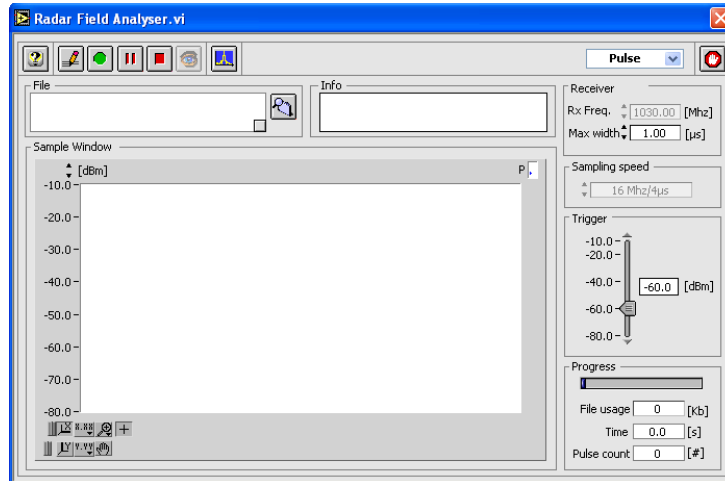 Radar Field Analyser.vi
Pulse
File
Info
Receiver
Rx Freq. 1030.00 [Mhz]
Max width 1.00 [µs]
Sample Window
[dBm] P
-10.0
-20.0
-30.0
-40.0
-50.0
-60.0
-70.0
-80.0
Sampling speed
16 Mhz/4µs
Trigger
-10.0
-20.0
-40.0
-60.0
-80.0
-60.0 [dBm]
Progress
File usage 0 [Kb]
Time 0.0 [s]
Pulse count 0 [#]
X X.XX
Y Y.YY